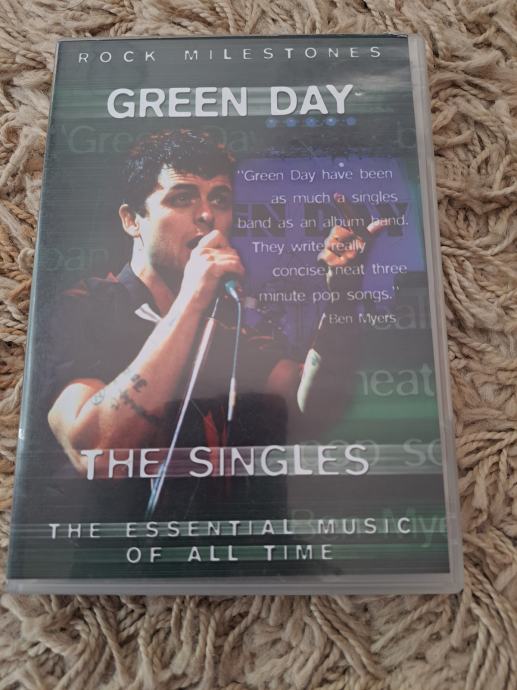 ROCK MILESTONES
GREEN DAY
"Green Day have been
as much a singles
band as an album band.
They write really
concise, neat three
minute pop songs."
Ben Myers
THE SINGLES
THE ESSENTIAL MUSIC
OF ALL TIME